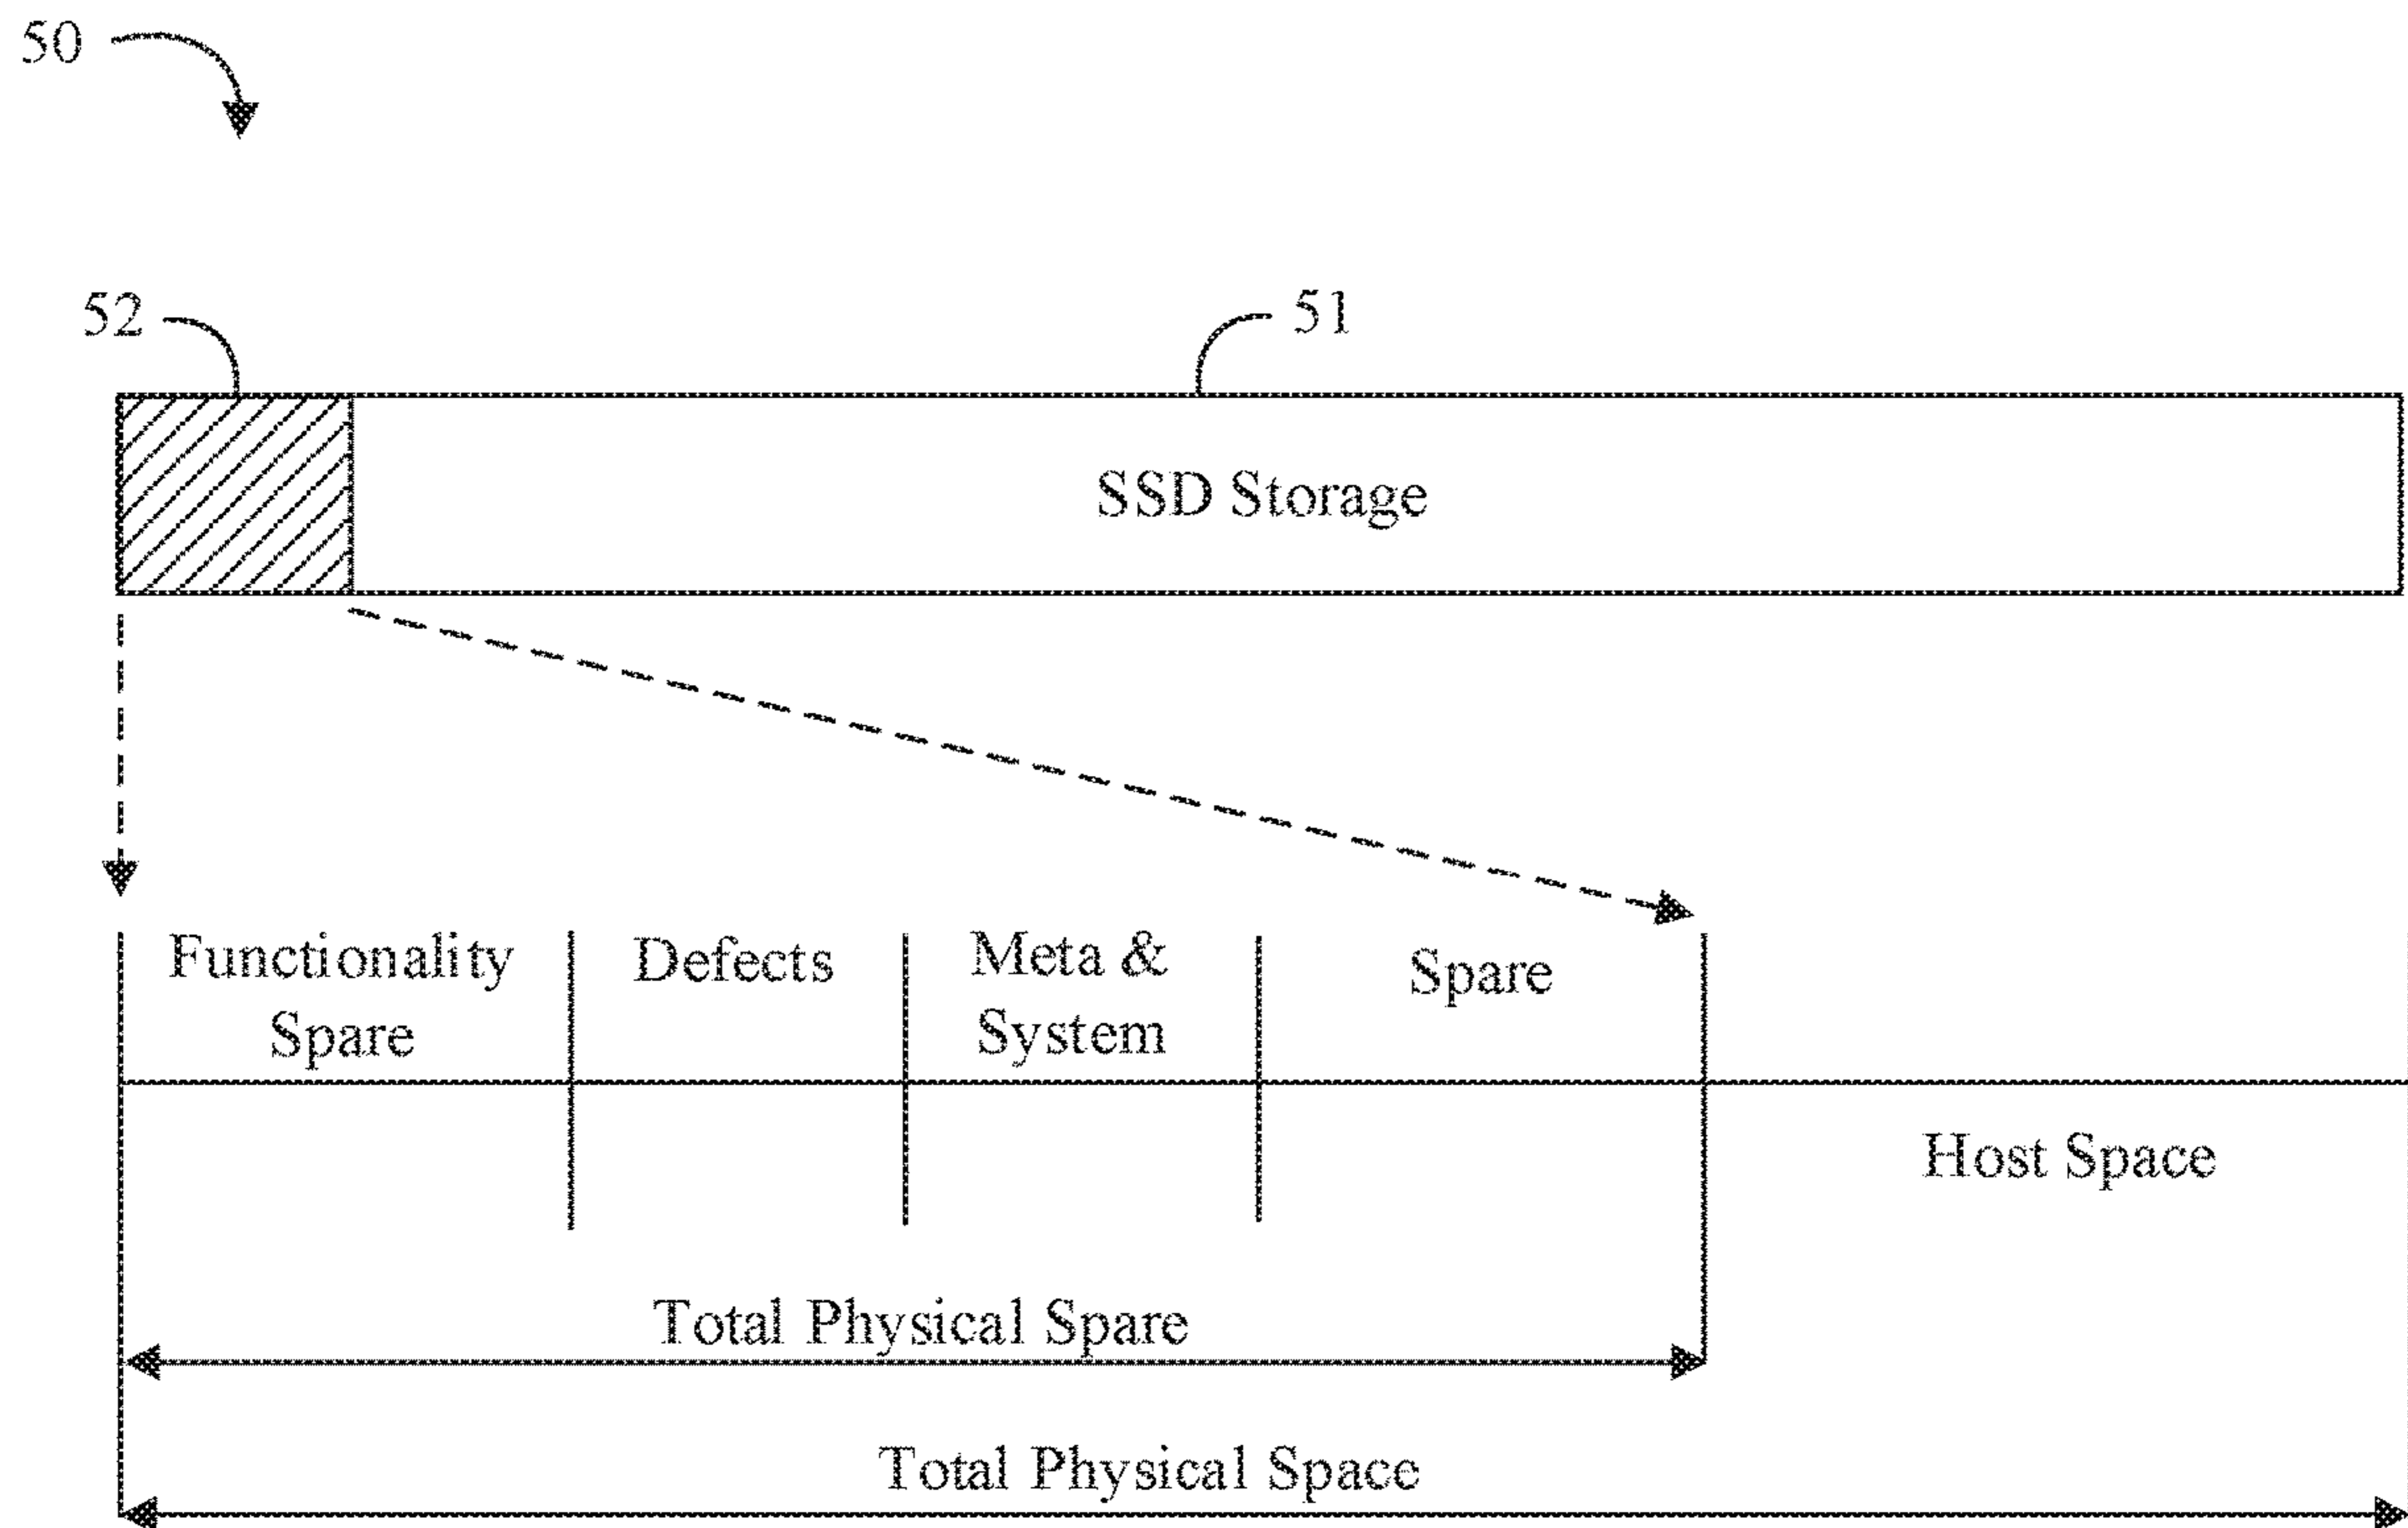 50
52
51
SSD Storage
Functionality
Spare
Defects
Meta &
System
Spare
Host Space
Total Physical Spare
Total Physical Space